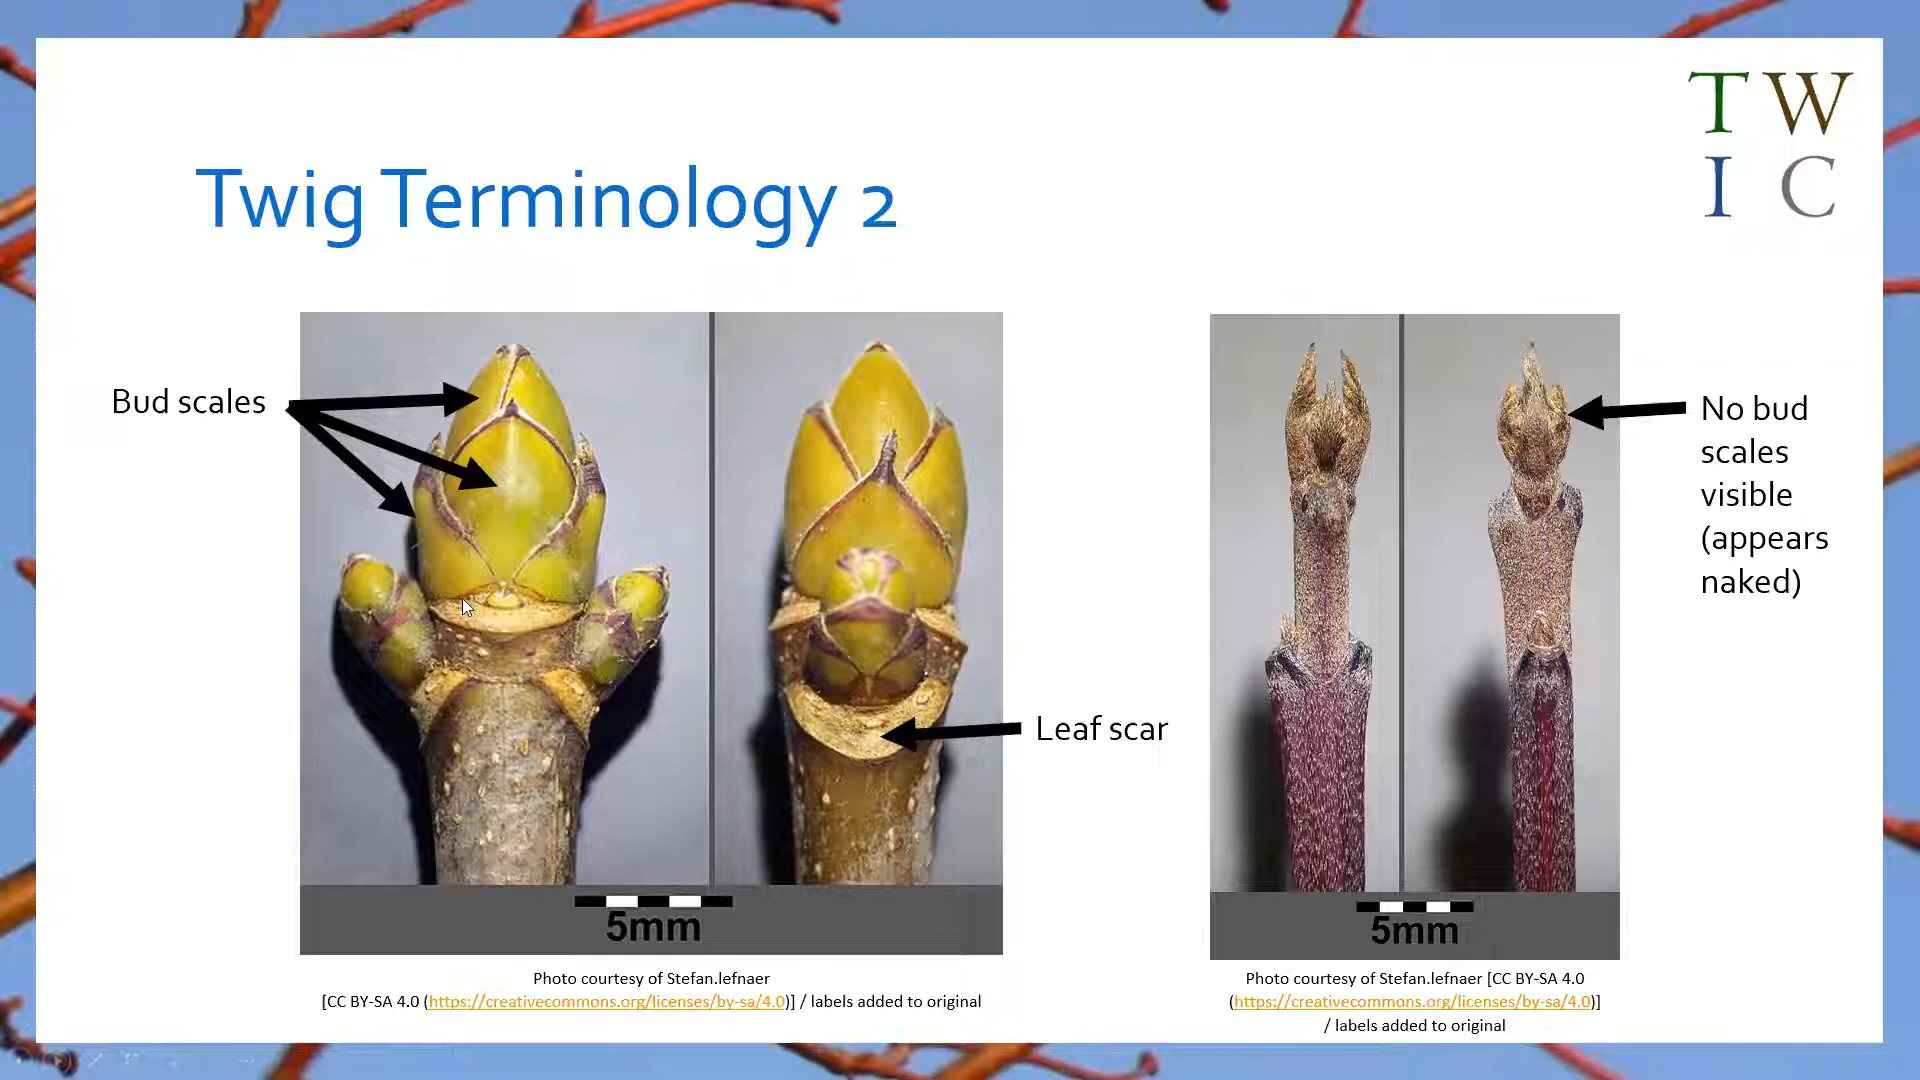 T W
I C
Twig Terminology 2
Bud scales
No bud
scales
visible
(appears
naked)
Leaf scar
5mm
5mm
Photo courtesy of Stefan.lefnaer
[CC BY-SA 4.0 (https://creativecommons.org/licenses/by-sa/4.0)] / labels added to original
Photo courtesy of Stefan.lefnaer [CC BY-SA 4.0
(https://creativecommons.org/licenses/by-sa/4.0)]
/ labels added to original